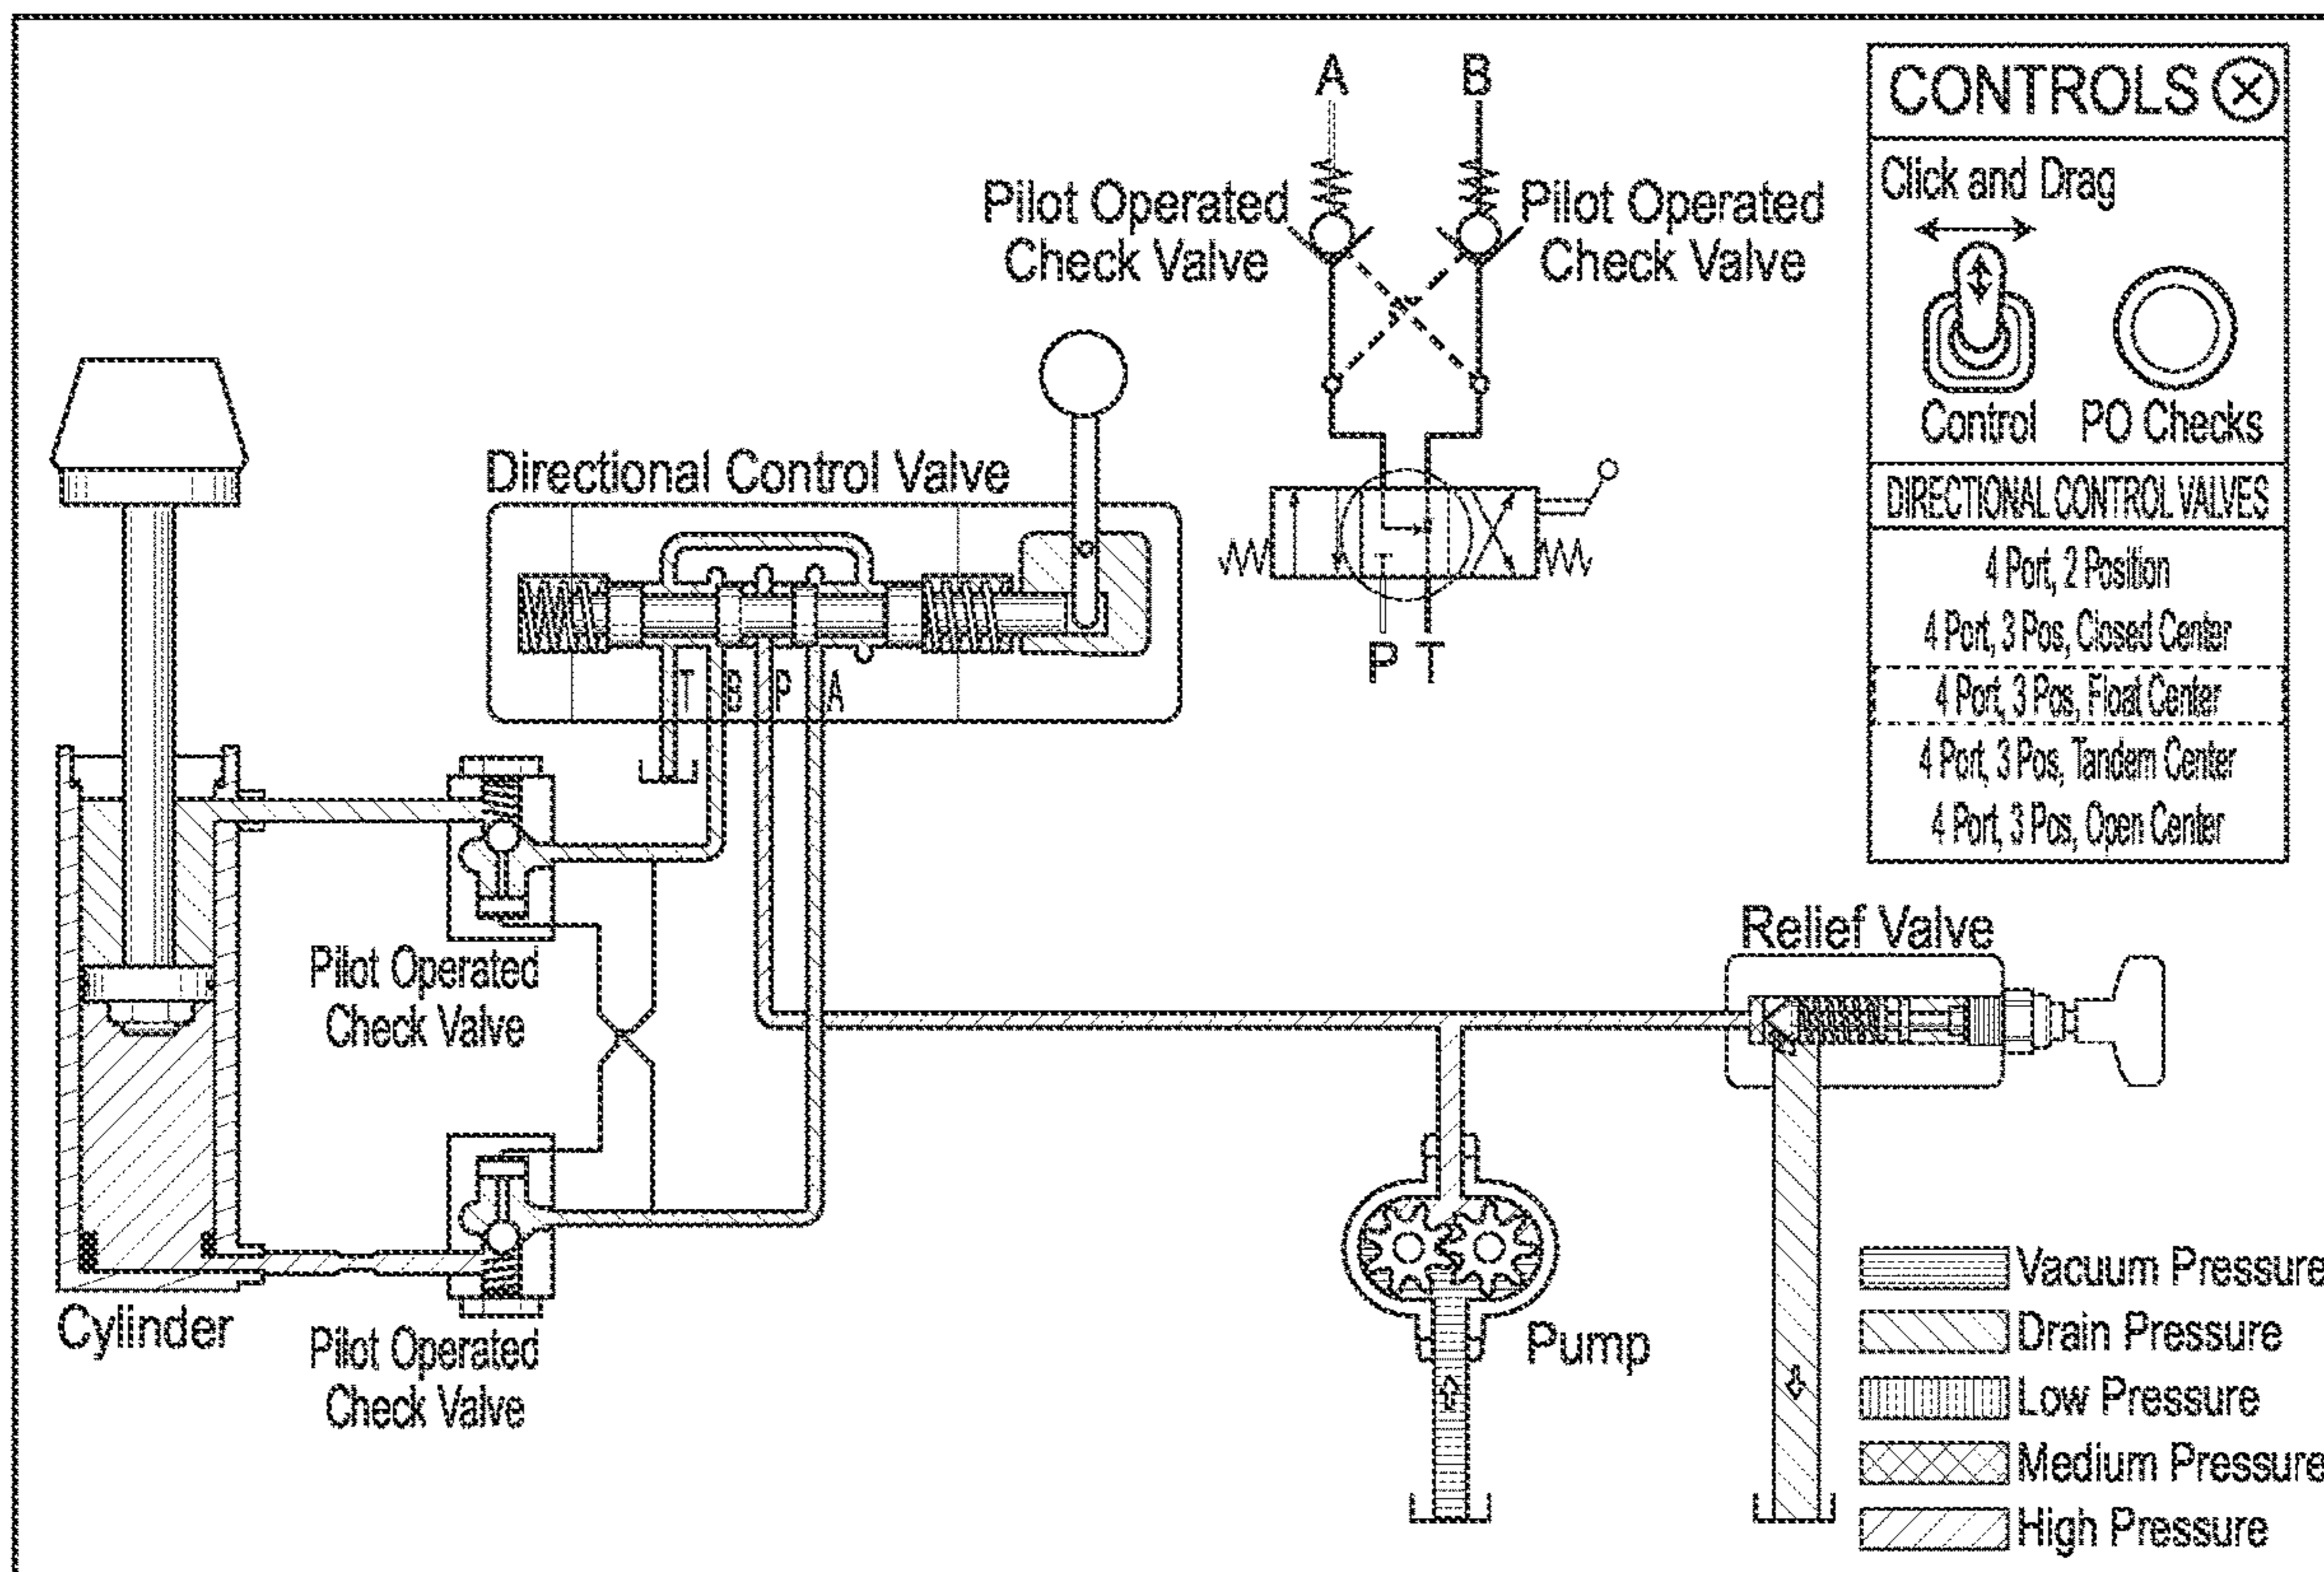 A B
Pilot Operated
Check Valve
Pilot Operated
Check Valve
P T
T
CONTROLS
Click and Drag
Control PO Checks
DIRECTIONAL CONTROL VALVES
4 Port, 2 Position
4 Port, 3 Pos, Closed Center
4 Port, 3 Pos, Float Center
4 Port, 3 Pos, Tandem Center
4 Port, 3 Pos, Open Center
Directional Control Valve
T B P A
Pilot Operated
Check Valve
Cylinder
Pilot Operated
Check Valve
Relief Valve
Pump
Vacuum Pressure
Drain Pressure
Low Pressure
Medium Pressure
High Pressure